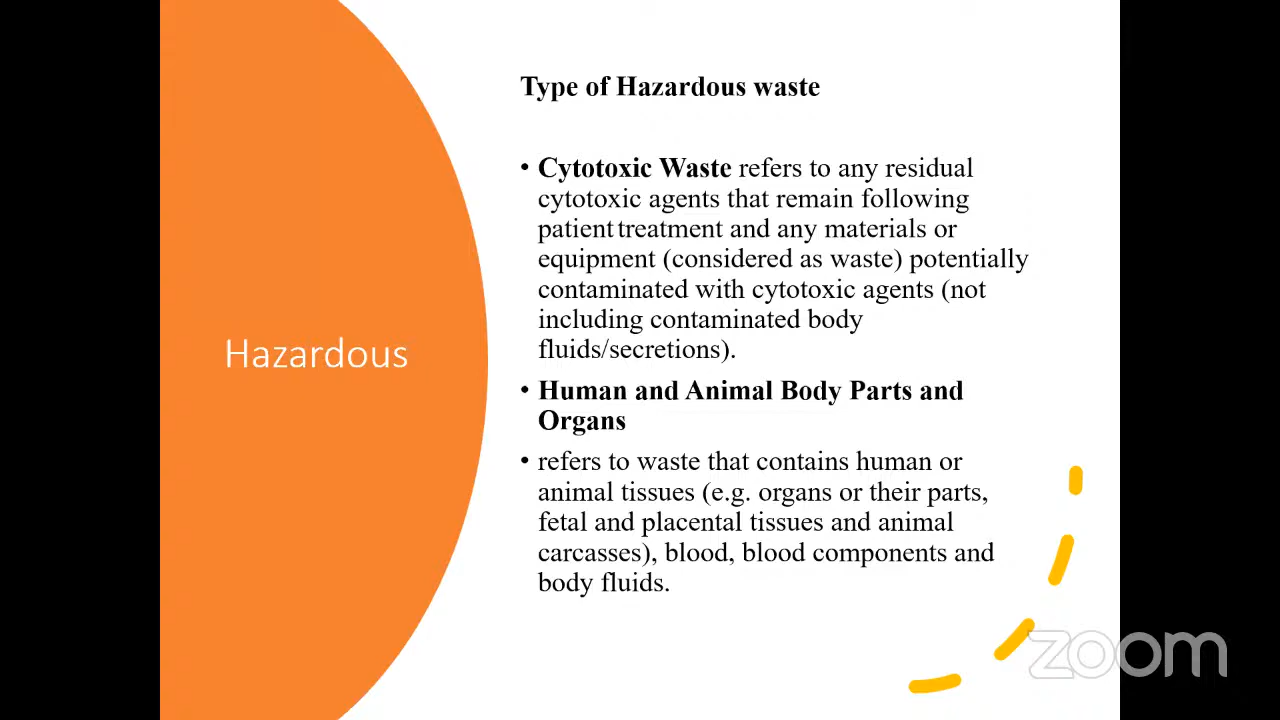 Hazardous
Type of Hazardous waste
• Cytotoxic Waste refers to any residual
cytotoxic agents that remain following
patient treatment and any materials or
equipment (considered as waste) potentially
contaminated with cytotoxic agents (not
including contaminated body
fluids/secretions).
• Human and Animal Body Parts and
Organs
• refers to waste that contains human or
animal tissues (e.g. organs or their parts,
fetal and placental tissues and animal
carcasses), blood, blood components and
body fluids.
zoom